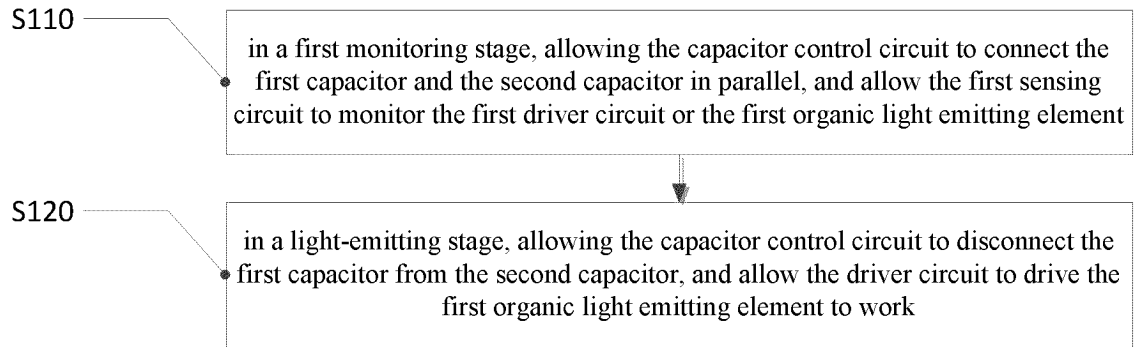 S110
in a first monitoring stage, allowing the capacitor control circuit to connect the
first capacitor and the second capacitor in parallel, and allow the first sensing
circuit to monitor the first driver circuit or the first organic light emitting element
S120
in a light-emitting stage, allowing the capacitor control circuit to disconnect the
first capacitor from the second capacitor, and allow the driver circuit to drive the
first organic light emitting element to work